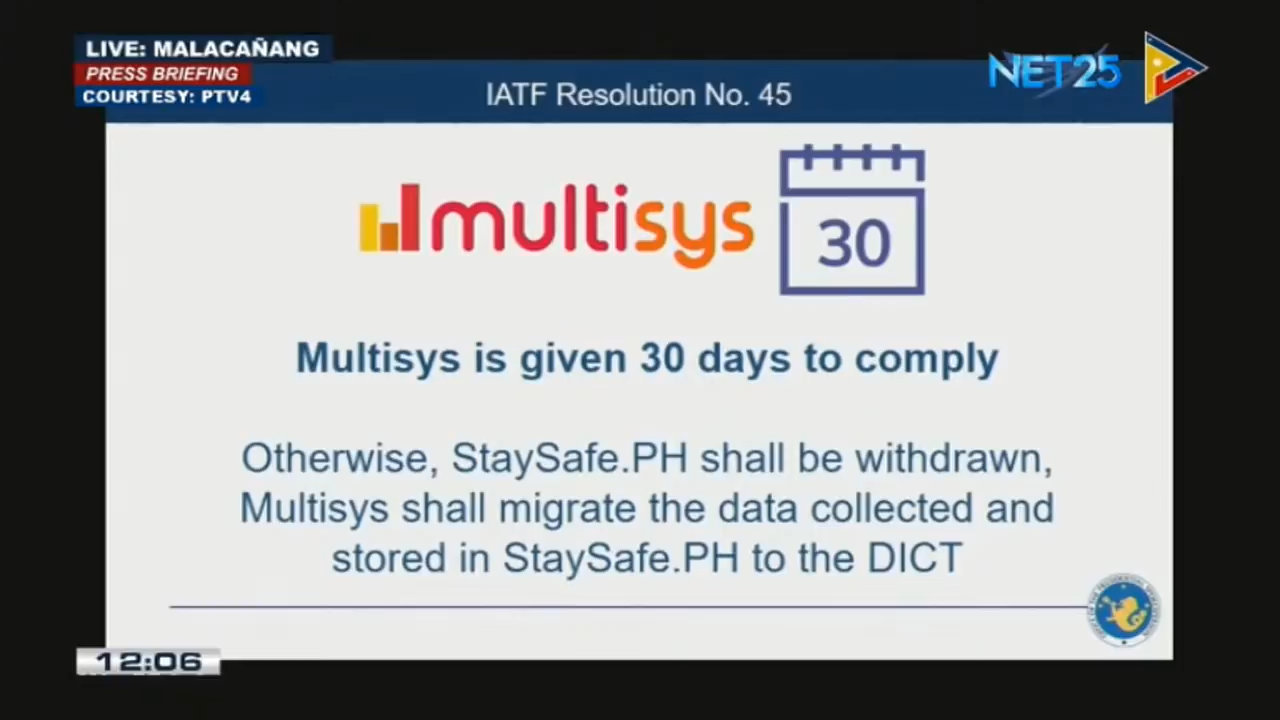 LIVE: MALACAÑANG
PRESS BRIEFING
COURTESY: PTV4
NET25
IATF Resolution No. 45
multisys
30
Multisys is given 30 days to comply
Otherwise, StaySafe.PH shall be withdrawn,
Multisys shall migrate the data collected and
stored in StaySafe.PH to the DICT
12:06